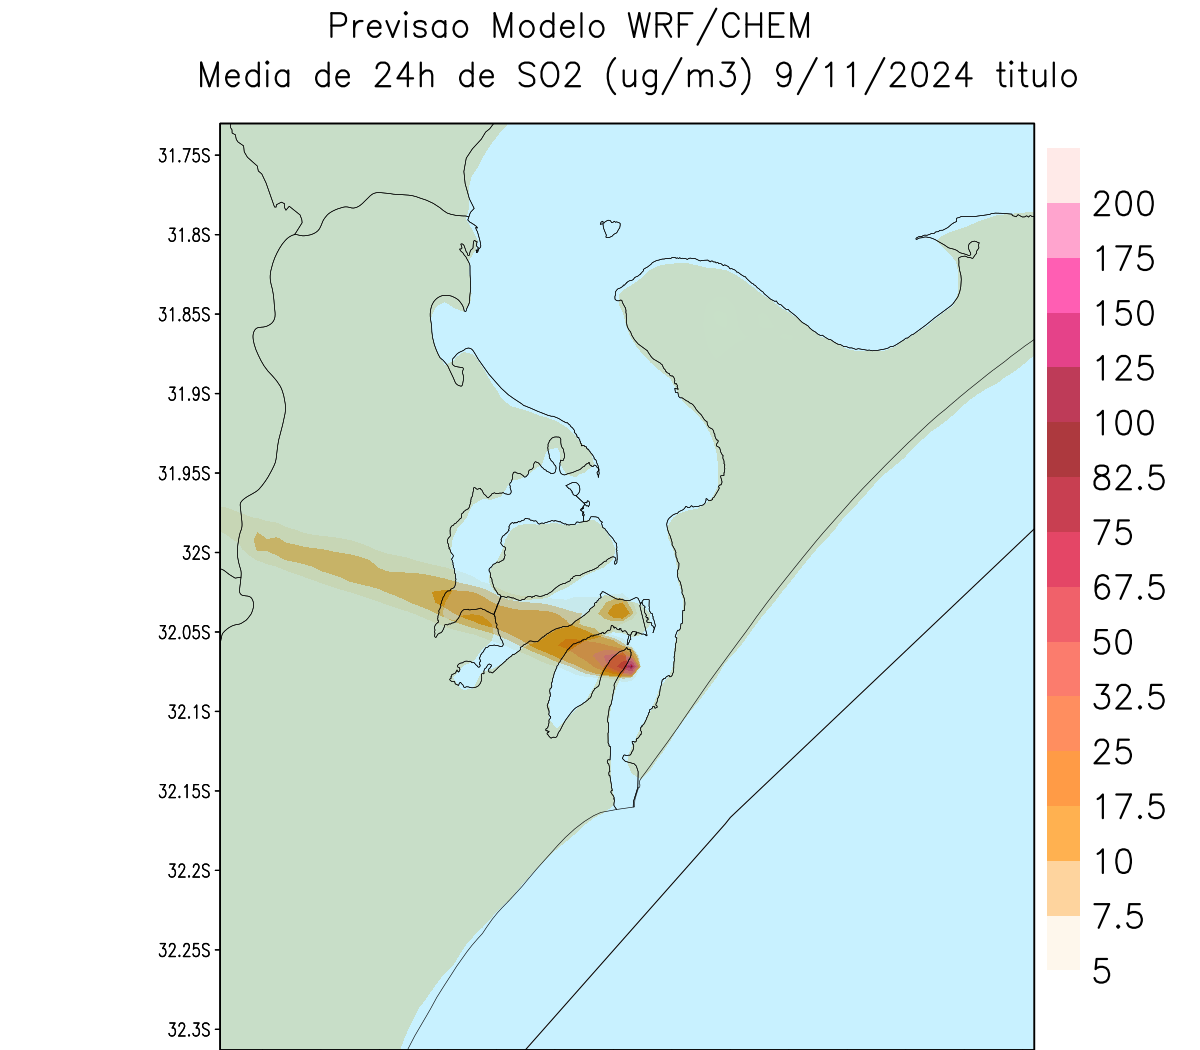 Previsao Modelo WRF/CHEM
Media de 24h de SO2 (ug/m3) 9/11/2024 titulo
31.75S
31.8S
31.85S
31.9S
31.95S
32S
32.05S
32.1S
32.15S
32.2S
32.25S
32.3S
200
175
150
125
100
82.5
75
67.5
50
32.5
25
17.5
10
7.5
5